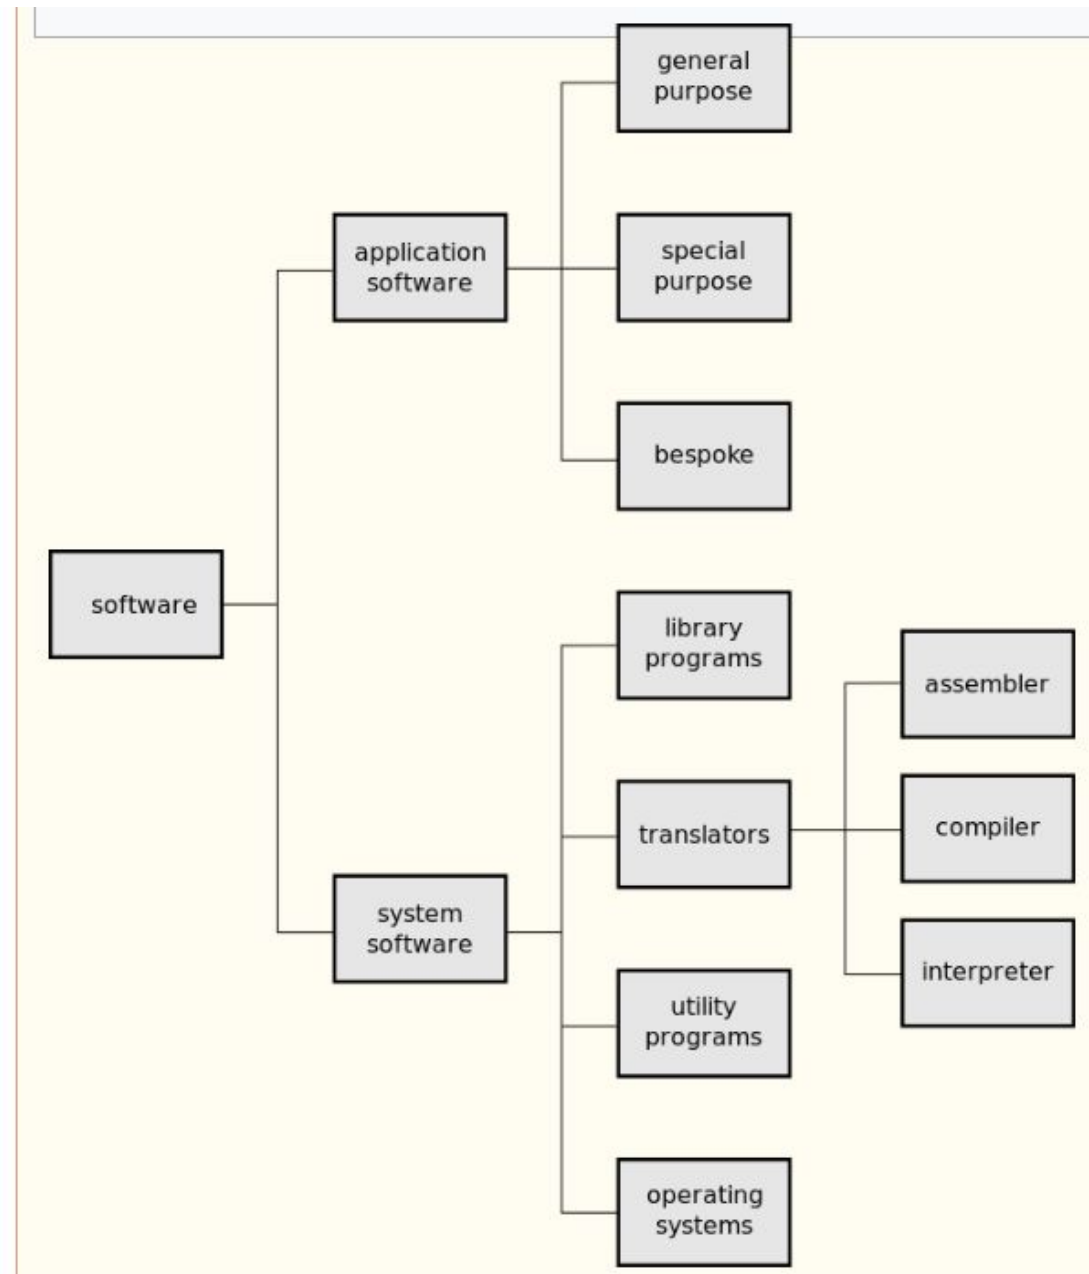 general
purpose
application
software
special
purpose
bespoke
software
library
programs
assembler
translators
compiler
system
software
interpreter
utility
programs
operating
systems